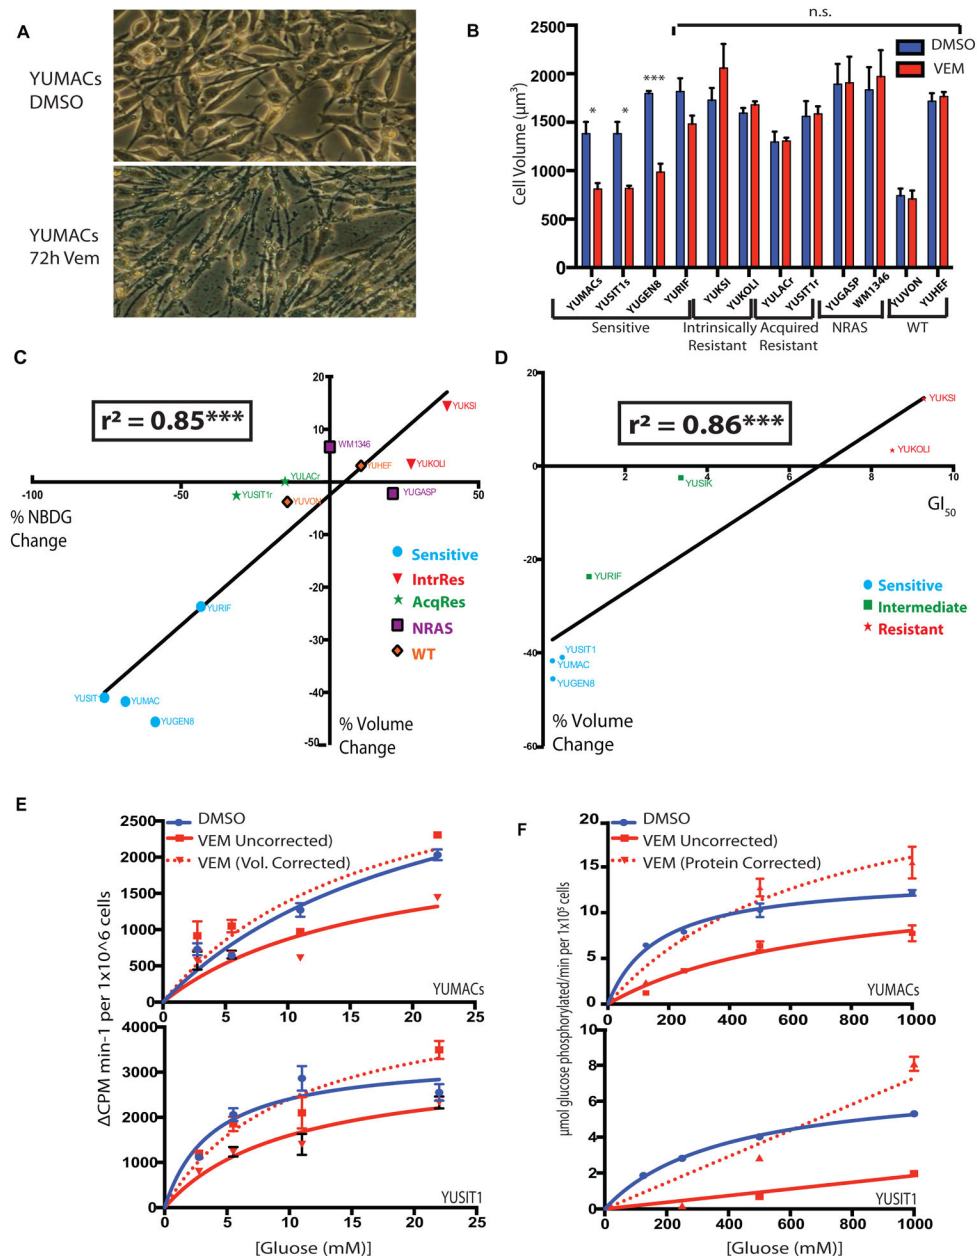 A
YUMACs
DMSO
YUMACs
72h Vem
B
n.s.
DMSO
VEM
Cell Volume (µm³)
2500
2000
1500
1000
500
0
*
*
***
YUMACs
YUSIT1s
YUGEN8
YURIF
YUKSI
YUKOLI
YULACr
YUSIT1r
YUGASP
WM1346
YUVON
YUHEF
Sensitive
Intrinsically
Resistant
Acquired
Resistant
NRAS
WT
C
r² = 0.85***
20
10
-100
-50
50
-10
-20
-30
-40
-50
% NBDG
Change
% Volume
Change
YUKSI
WM1346
YUHEF
YUKOLI
YULACr
YUSIT1r
YUVON
YUGASP
YURIF
YUSIT1
YUMAC
YUGEN8
Sensitive
IntrRes
AcqRes
NRAS
WT
D
r² = 0.86***
20
0
-20
-40
-60
2
4
6
8
10
GI50
YUKSI
YUKOLI
YUSIK
YURIF
YUSIT1
YUMAC
YUGEN8
Sensitive
Intermediate
Resistant
% Volume
Change
E
DMSO
VEM Uncorrected)
VEM (Vol. Corrected)
2500
2000
1500
1000
500
0
0
5
10
15
20
25
YUMACs
4000
3000
2000
1000
0
0
5
10
15
20
25
YUSIT1
ΔCPM min-1 per 1x10^6 cells
[Gluose (mM)]
F
DMSO
VEM Uncorrected)
VEM (Protein Corrected)
20
15
10
5
0
0
200
400
600
800
1000
YUMACs
10
8
6
4
2
0
0
200
400
600
800
1000
YUSIT1
[Glucose (mM)]